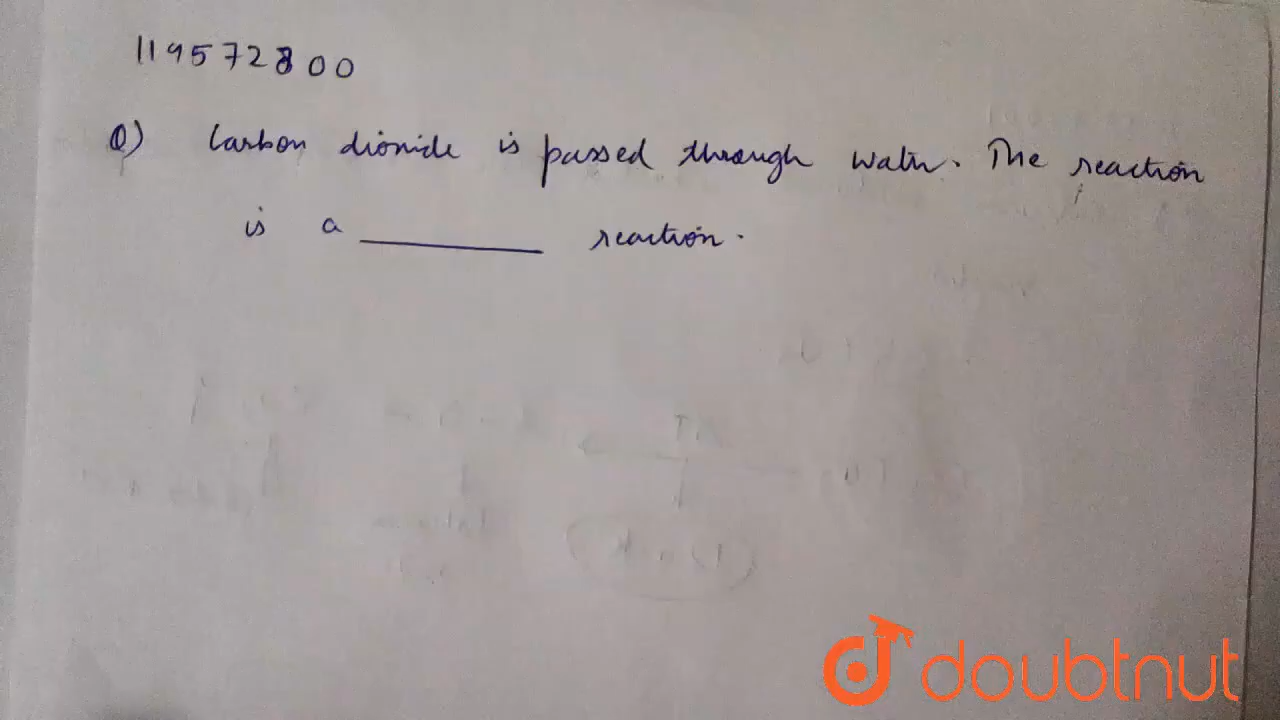 119572800
Q) Carbon dioxide is passed through water. The reaction
is a ________ reaction.
doubtnut